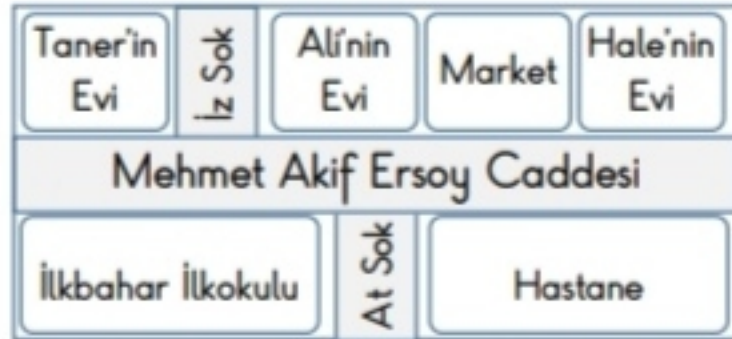 Taner'in
Evi
İz Sok
Ali'nin
Evi
Market
Hale'nin
Evi
Mehmet Akif Ersoy Caddesi
İlkbahar İlkokulu
At Sok
Hastane